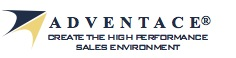 ADVENTACE®
CREATE THE HIGH PERFORMANCE
SALES ENVIRONMENT